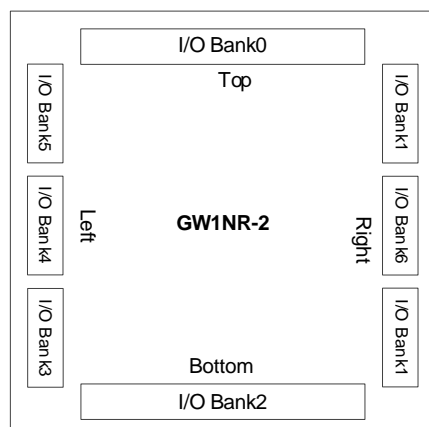 I/O Bank0
Top
I/O Bank5
I/O Bank1
Left
I/O Bank4
GW1NR-2
Right
I/O Bank6
I/O Bank3
I/O Bank1
Bottom
I/O Bank2